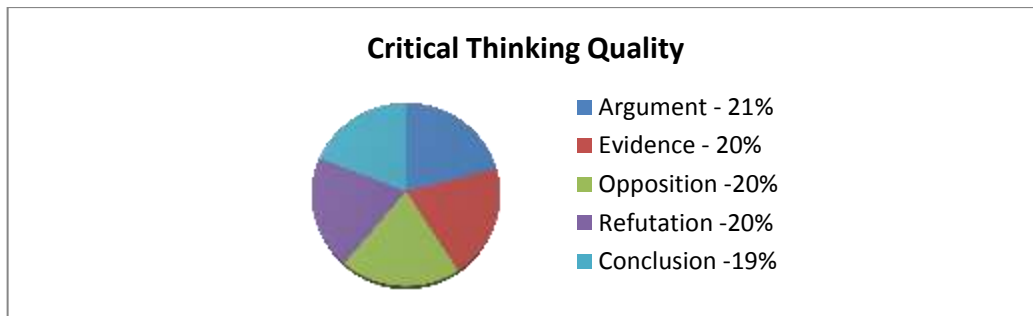 Critical Thinking Quality
Argument - 21%
Evidence - 20%
Opposition -20%
Refutation -20%
Conclusion -19%